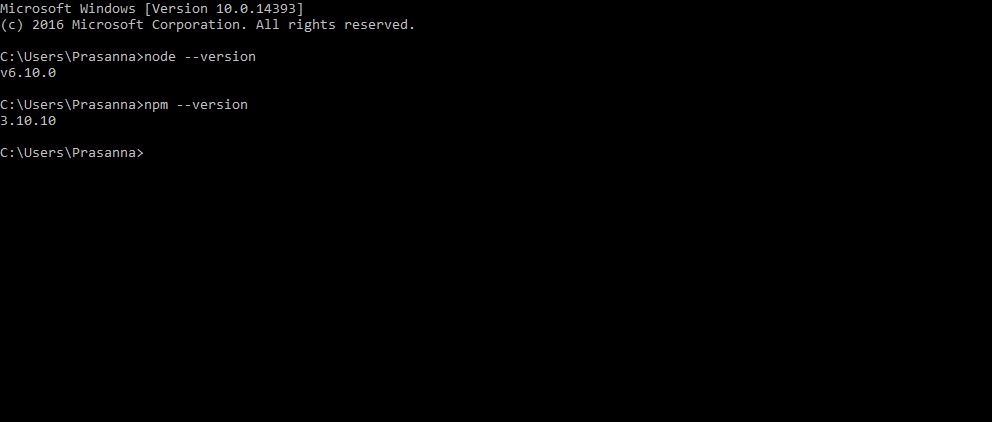 Microsoft Windows [Version 10.0.14393]
(c) 2016 Microsoft Corporation. All rights reserved.
C:\Users\Prasanna>node --version
v6.10.0
C:\Users\Prasanna>npm --version
3.10.10
C:\Users\Prasanna>